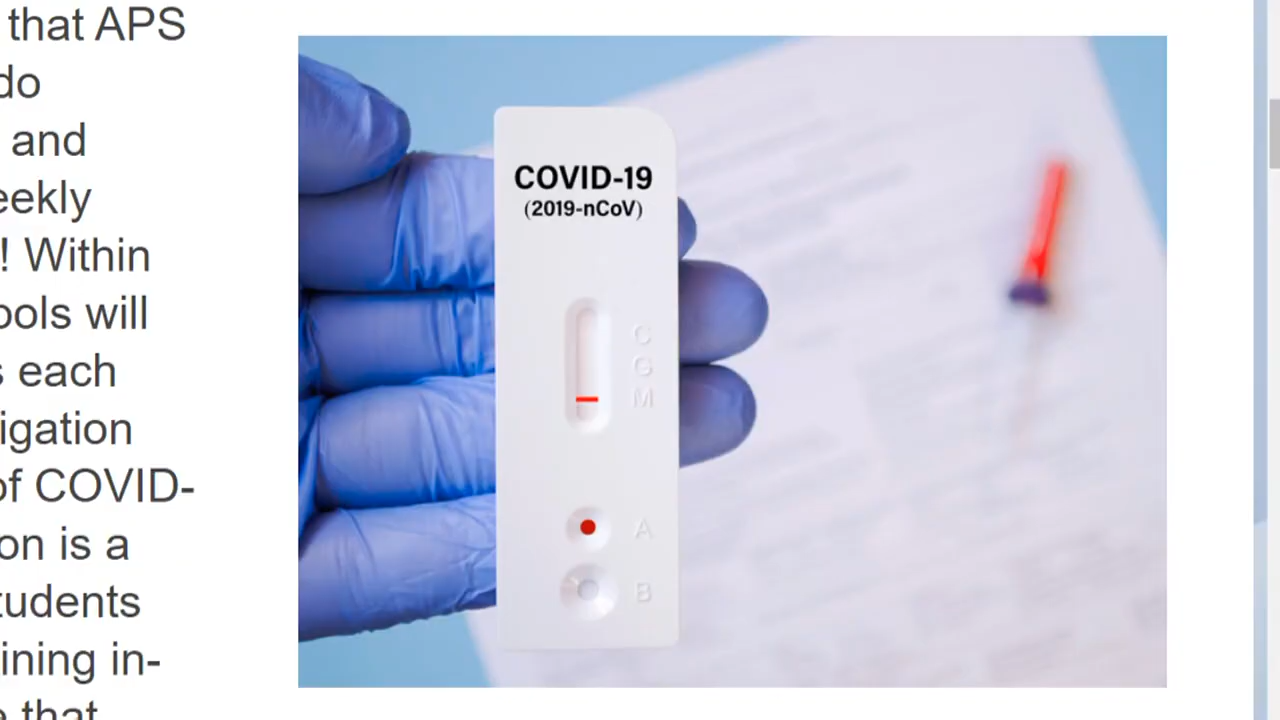 that APS
do
and
eekly
! Within
ools will
s each
igation
of COVID-
on is a
tudents
ining in-
e that
COVID-19
(2019-nCoV)
C
G
M
A
B